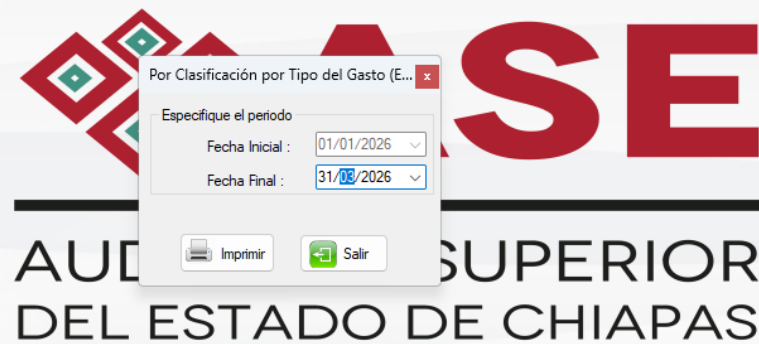 ASE
Por Clasificación por Tipo del Gasto (E... x
Especifique el periodo
Fecha Inicial : 01/01/2026
Fecha Final : 31/03/2026
Imprimir Salir
SUPERIOR
DEL ESTADO DE CHIAPAS